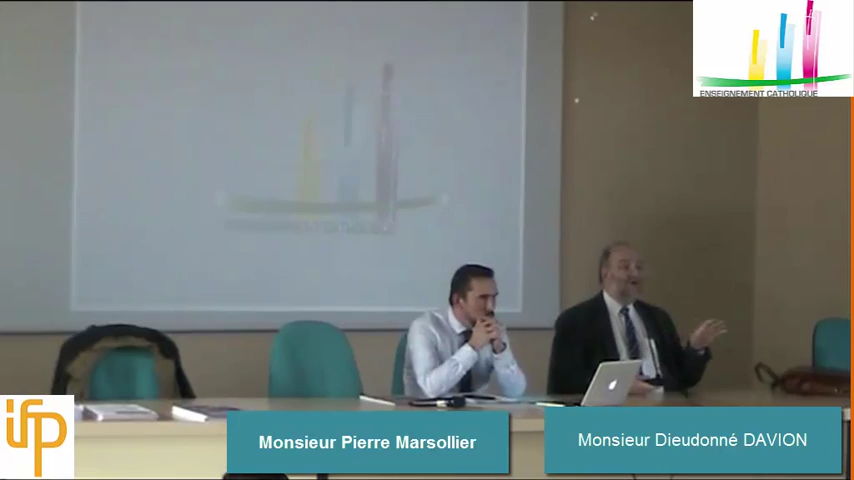 ENSEIGNEMENT CATHOLIQUE
ifp
Monsieur Pierre Marsollier
Monsieur Dieudonné DAVION